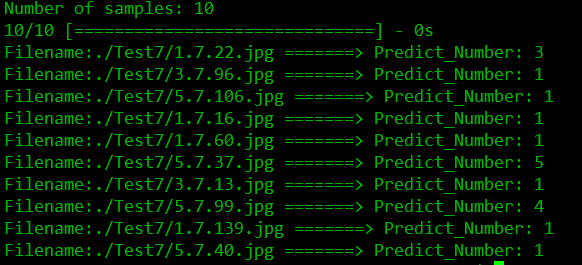 Number of samples: 10
10/10 [==============================] - 0s
Filename:./Test7/1.7.22.jpg =======> Predict_Number: 3
Filename:./Test7/3.7.96.jpg =======> Predict_Number: 1
Filename:./Test7/5.7.106.jpg =======> Predict_Number: 1
Filename:./Test7/1.7.16.jpg =======> Predict_Number: 1
Filename:./Test7/1.7.60.jpg =======> Predict_Number: 1
Filename:./Test7/5.7.37.jpg =======> Predict_Number: 5
Filename:./Test7/3.7.13.jpg =======> Predict_Number: 1
Filename:./Test7/5.7.99.jpg =======> Predict_Number: 4
Filename:./Test7/1.7.139.jpg =======> Predict_Number: 1
Filename:./Test7/5.7.40.jpg =======> Predict_Number: 1